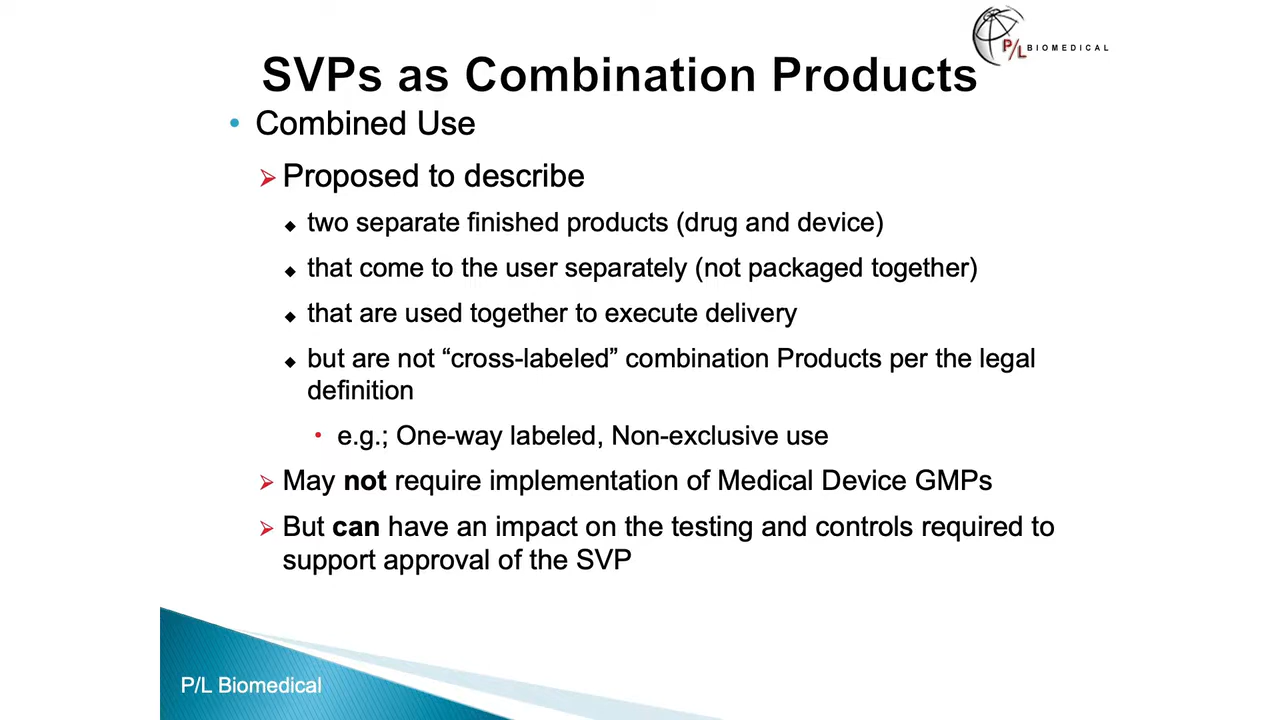 P/L BIOMEDICAL
SVPs as Combination Products
• Combined Use
➢ Proposed to describe
◆ two separate finished products (drug and device)
◆ that come to the user separately (not packaged together)
◆ that are used together to execute delivery
◆ but are not “cross-labeled” combination Products per the legal
definition
• e.g.; One-way labeled, Non-exclusive use
➢ May not require implementation of Medical Device GMPs
➢ But can have an impact on the testing and controls required to
support approval of the SVP
P/L Biomedical